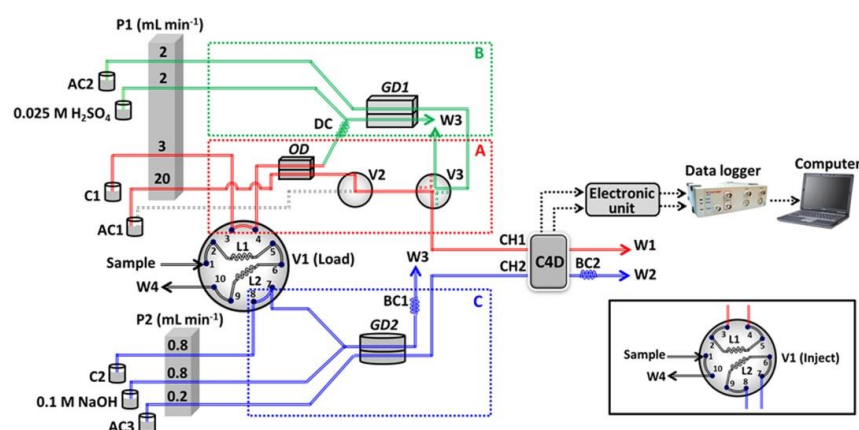 P1 (mL min⁻¹)
2
B
AC2
2
GD1
0.025 M H₂SO₄
DC
W3
3
OD
A
20
V2
V3
C1
AC1
Data logger
Computer
Electronic
unit
3
4
2
L1
5
Sample
1
6
V1 (Load)
W4
10
L2
9
8
7
W3
CH1
CH2
C4D
W1
BC2
W2
BC1
C
P2 (mL min⁻¹)
GD2
0.8
C2
0.8
0.1 M NaOH
0.2
AC3
3
4
2
L1
5
Sample
1
6
V1 (Inject)
W4
10
L2
7
9
8